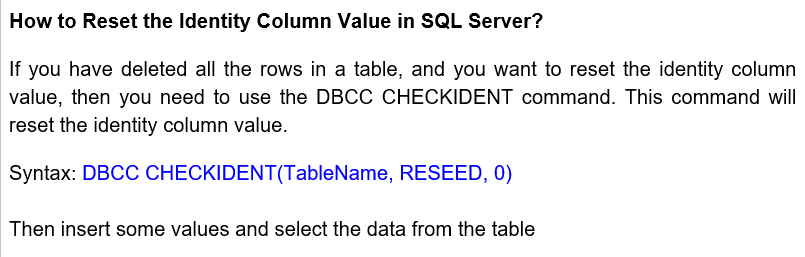 How to Reset the Identity Column Value in SQL Server?
If you have deleted all the rows in a table, and you want to reset the identity column
value, then you need to use the DBCC CHECKIDENT command. This command will
reset the identity column value.
Syntax: DBCC CHECKIDENT(TableName, RESEED, 0)
Then insert some values and select the data from the table